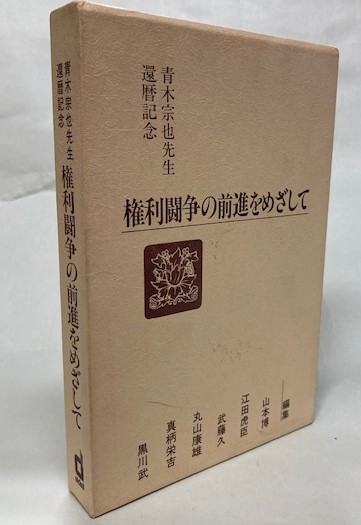 青木宗也先生
還暦記念
権利闘争の前進をめざして
編集
山本博
江田虎臣
武藤久
丸山康雄
真柄栄吉
黒川武
青木宗也先生
還暦記念
権利闘争の前進をめざして